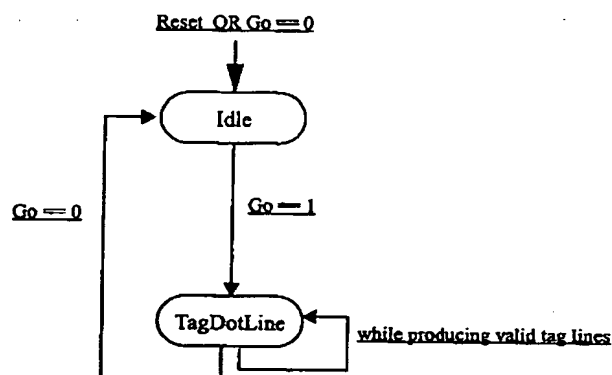 Reset OR Go == 0
Idle
Go == 0
Go == 1
TagDotLine
while producing valid tag lines